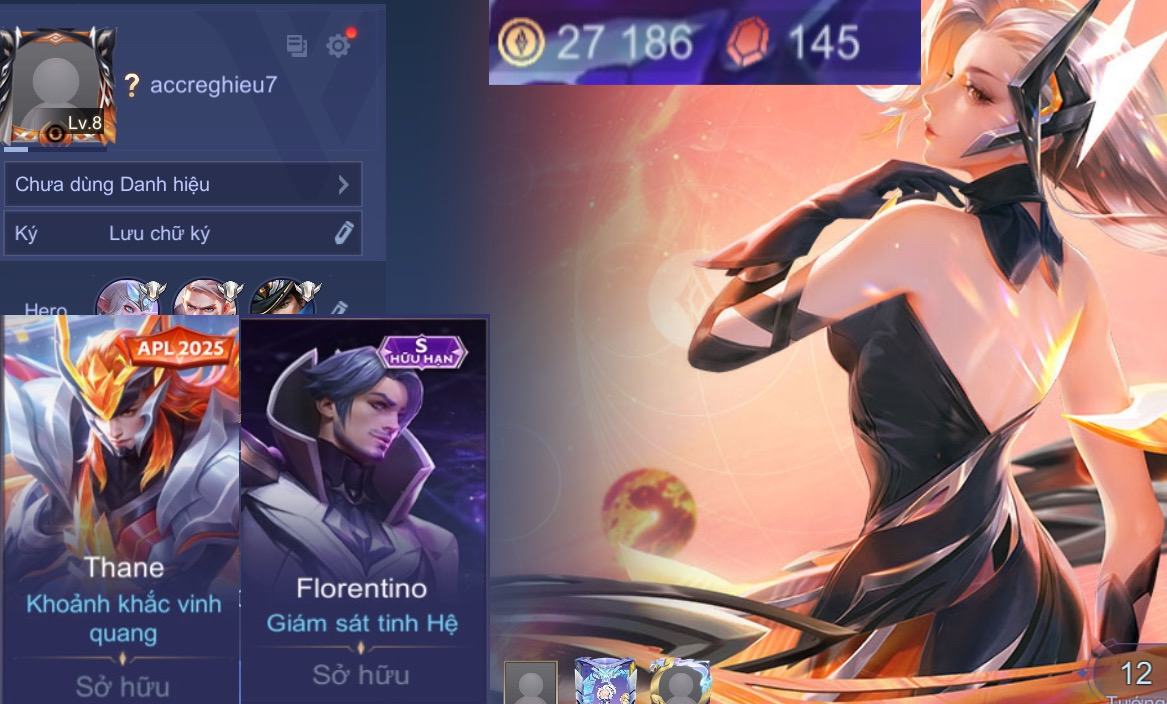 27 186 145
? accreghieu7
Lv.8
Chưa dùng Danh hiệu
Ký Lưu chữ ký
Hero
APL 2025
Thane
Khoảnh khắc vinh
quang
Sở hữu
S
HỮU HẠN
Florentino
Giám sát tinh Hệ
Sở hữu
12
Tướng